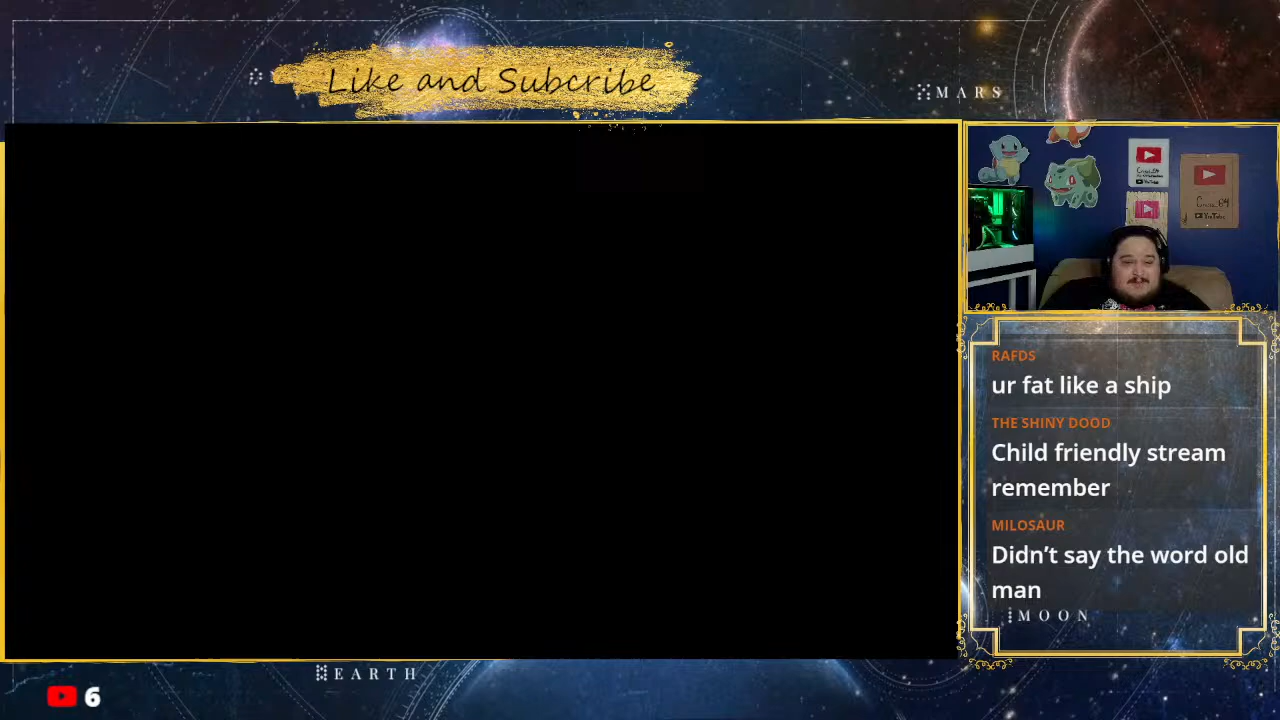 Like and Subcribe
MARS
RAFDS
ur fat like a ship
THE SHINY DOOD
Child friendly stream
remember
MILOSAUR
Didn't say the word old
man
MOON
EARTH
6